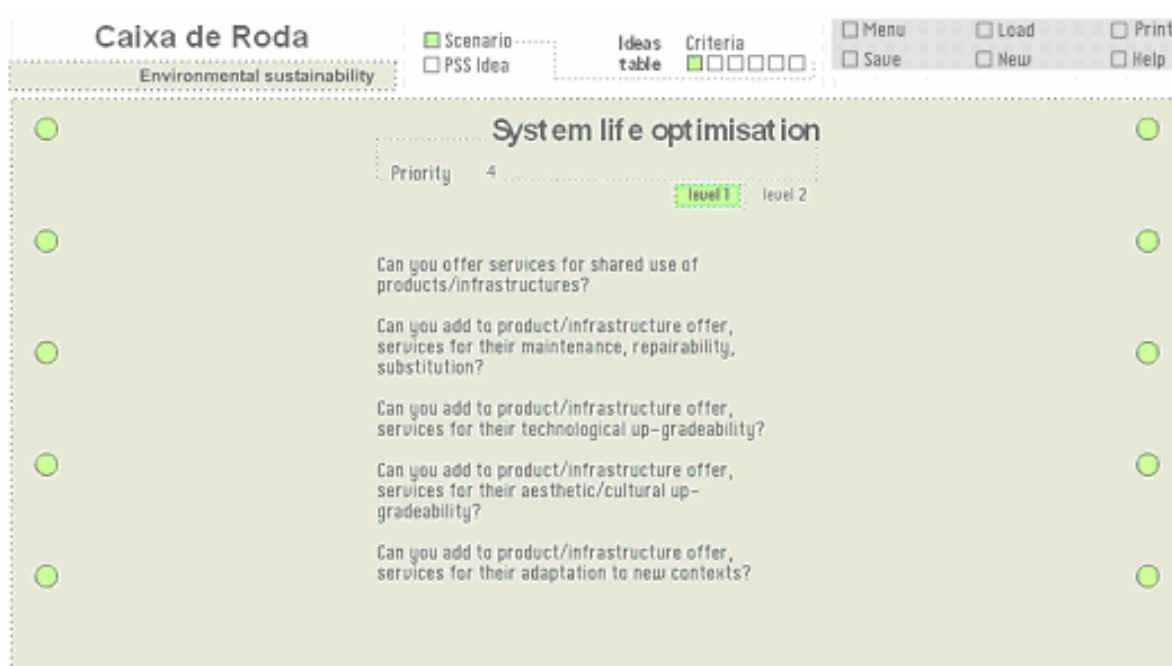 Caixa de Roda
Environmental sustainability
Scenario
PSS Idea
Ideas table
Criteria
Menu
Load
Print
Save
New
Help
System life optimisation
Priority 4
level 1 level 2
Can you offer services for shared use of
products/infrastructures?
Can you add to product/infrastructure offer,
services for their maintenance, repairability,
substitution?
Can you add to product/infrastructure offer,
services for their technological up-gradeability?
Can you add to product/infrastructure offer,
services for their aesthetic/cultural up-
gradeability?
Can you add to product/infrastructure offer,
services for their adaptation to new contexts?